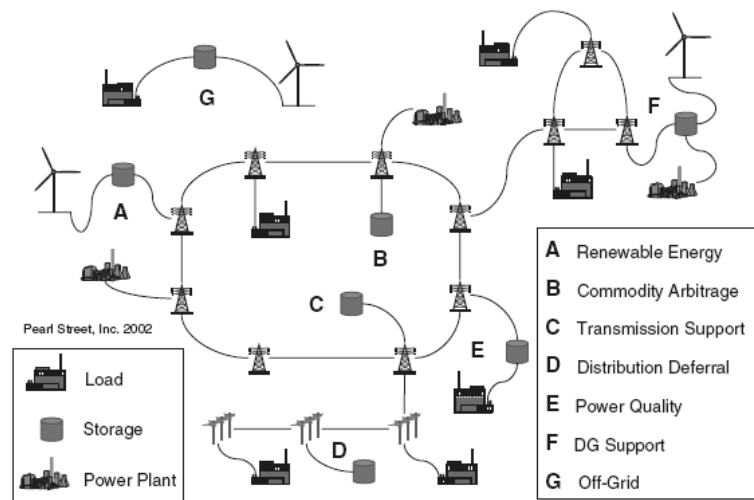 G
F
A
B
C
E
D
Pearl Street, Inc. 2002
Load
Storage
Power Plant
A Renewable Energy
B Commodity Arbitrage
C Transmission Support
D Distribution Deferral
E Power Quality
F DG Support
G Off-Grid